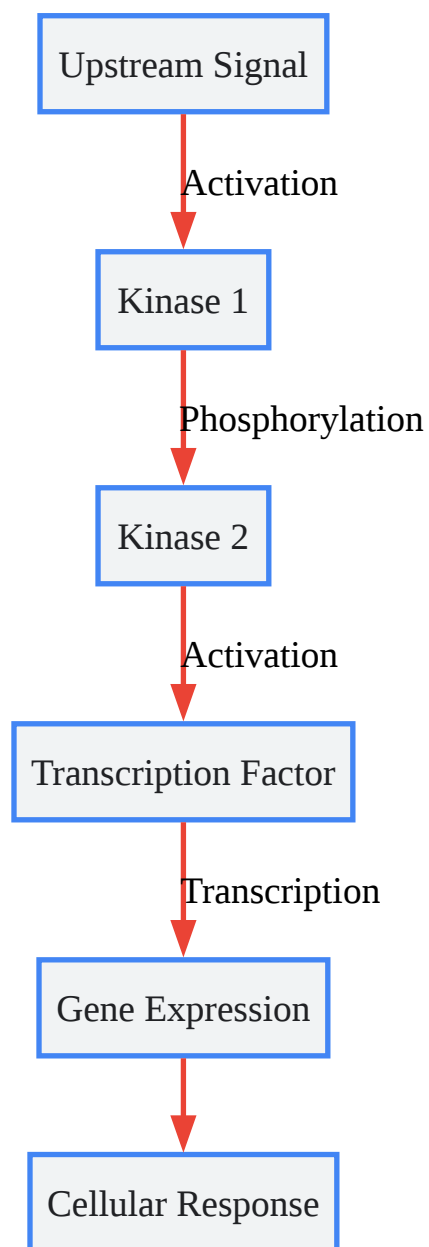 Upstream Signal
Activation
Kinase 1
Phosphorylation
Kinase 2
Activation
Transcription Factor
Transcription
Gene Expression
Cellular Response